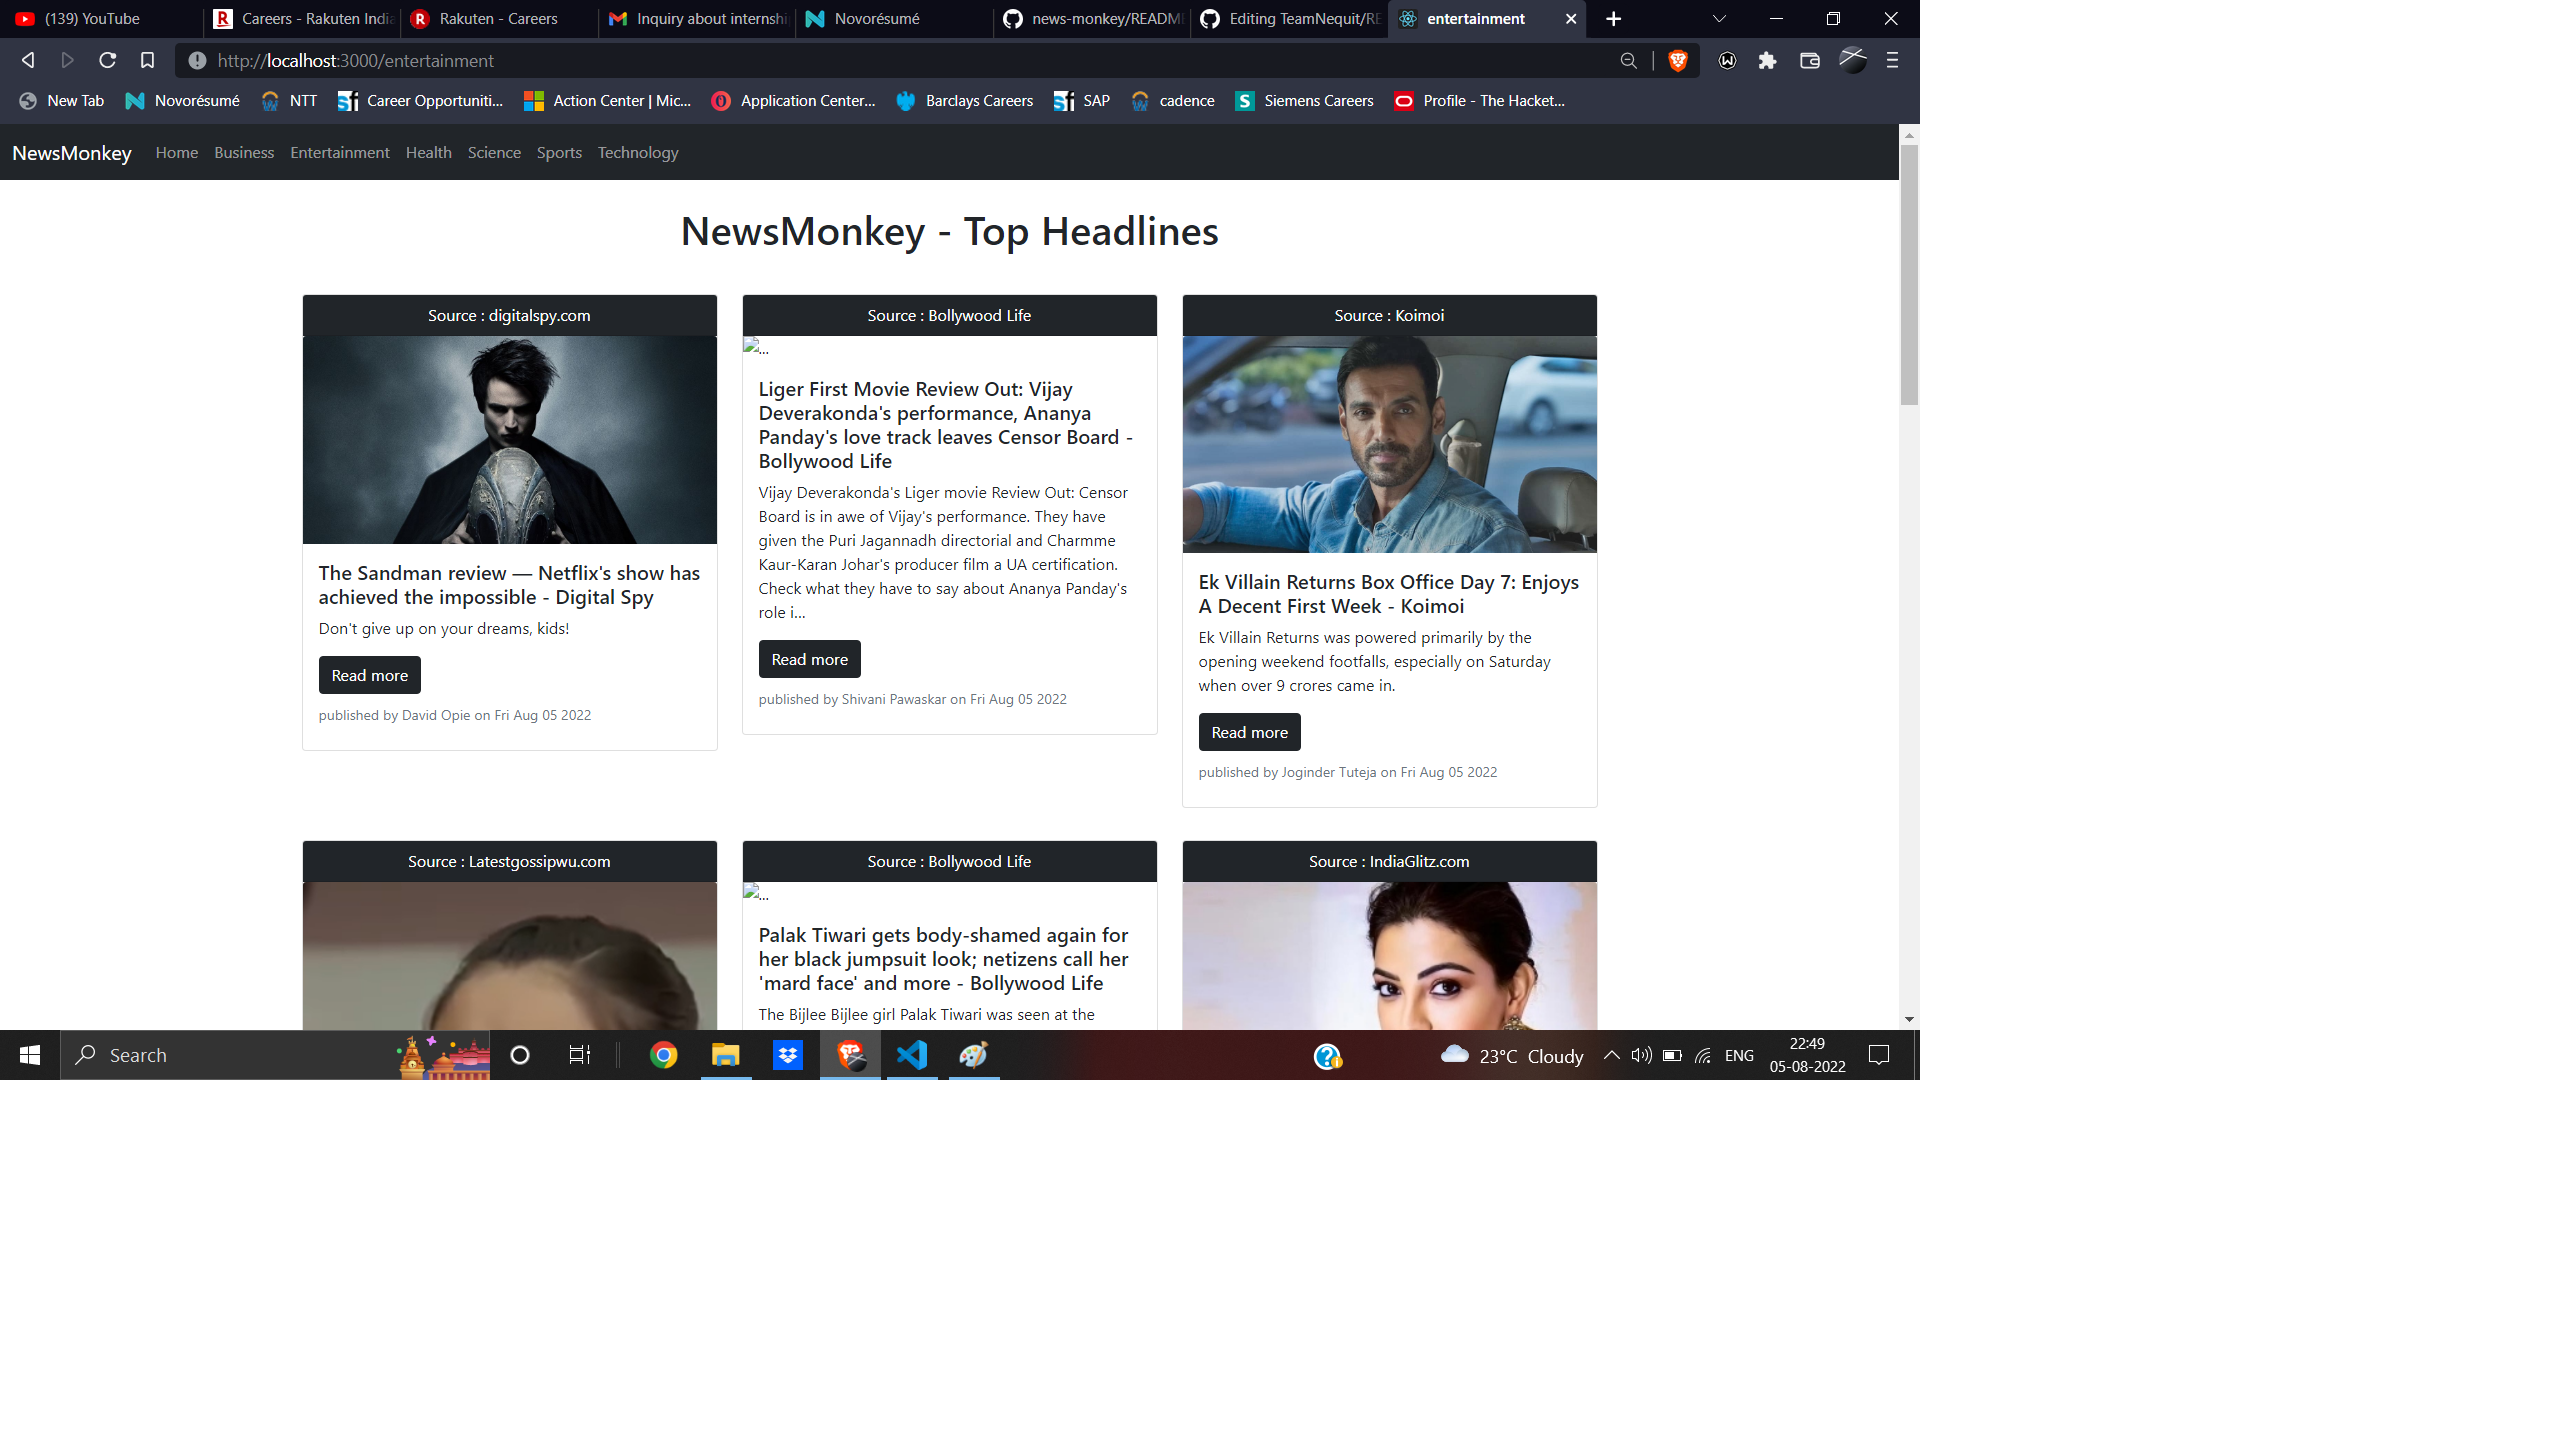 (139) YouTube
Careers - Rakuten India
Rakuten - Careers
Inquiry about internship
Novorésumé
news-monkey/README
Editing TeamNequit/RE
entertainment
http://localhost:3000/entertainment
New Tab
Novorésumé
NTT
Career Opportuniti...
Action Center | Mic...
Application Center...
Barclays Careers
SAP
cadence
Siemens Careers
Profile - The Hacket...
NewsMonkey
Home
Business
Entertainment
Health
Science
Sports
Technology
NewsMonkey - Top Headlines
Source : digitalspy.com
The Sandman review — Netflix's show has
achieved the impossible - Digital Spy
Don't give up on your dreams, kids!
Read more
published by David Opie on Fri Aug 05 2022
Source : Bollywood Life
...
Liger First Movie Review Out: Vijay
Deverakonda's performance, Ananya
Panday's love track leaves Censor Board -
Bollywood Life
Vijay Deverakonda's Liger movie Review Out: Censor
Board is in awe of Vijay's performance. They have
given the Puri Jagannadh directorial and Charmme
Kaur-Karan Johar's producer film a UA certification.
Check what they have to say about Ananya Panday's
role i...
Read more
published by Shivani Pawaskar on Fri Aug 05 2022
Source : Koimoi
Ek Villain Returns Box Office Day 7: Enjoys
A Decent First Week - Koimoi
Ek Villain Returns was powered primarily by the
opening weekend footfalls, especially on Saturday
when over 9 crores came in.
Read more
published by Joginder Tuteja on Fri Aug 05 2022
Source : Latestgossipwu.com
Source : Bollywood Life
...
Palak Tiwari gets body-shamed again for
her black jumpsuit look; netizens call her
'mard face' and more - Bollywood Life
The Bijlee Bijlee girl Palak Tiwari was seen at the
Source : IndiaGlitz.com
Search
23°C Cloudy
ENG
22:49
05-08-2022